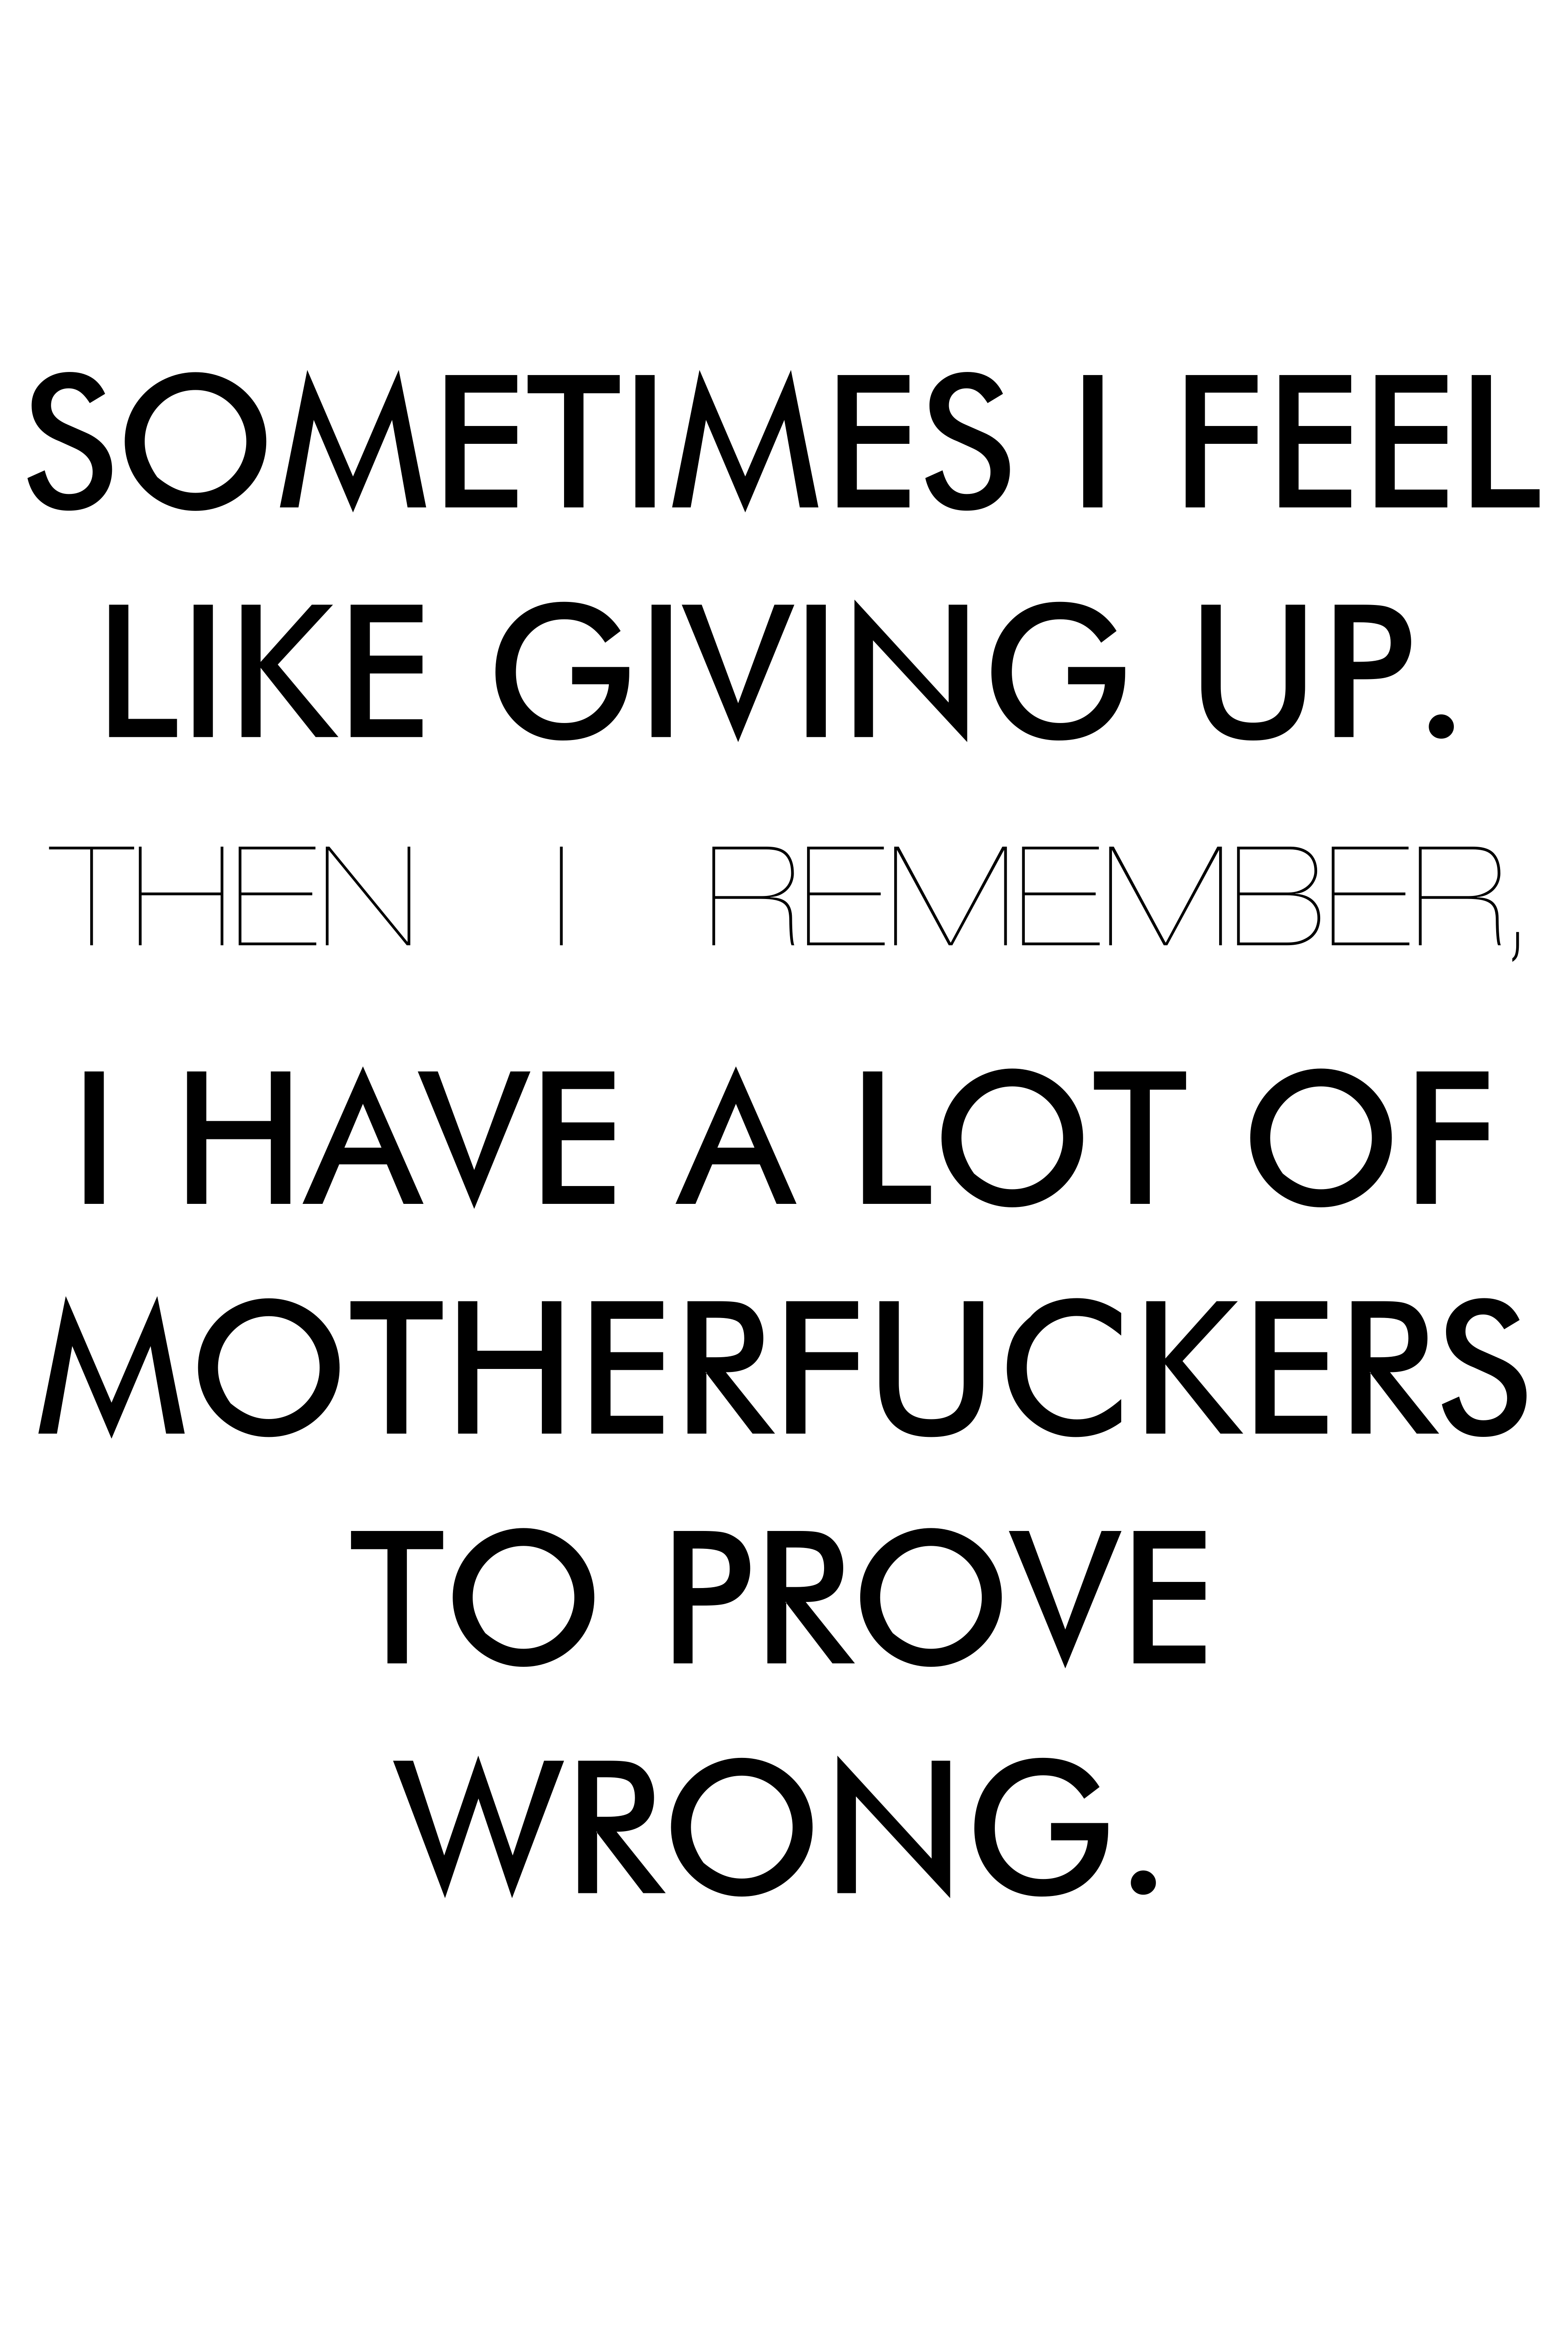 SOMETIMES I FEEL
LIKE GIVING UP.
THEN I REMEMBER,
I HAVE A LOT OF
MOTHERFUCKERS
TO PROVE
WRONG.